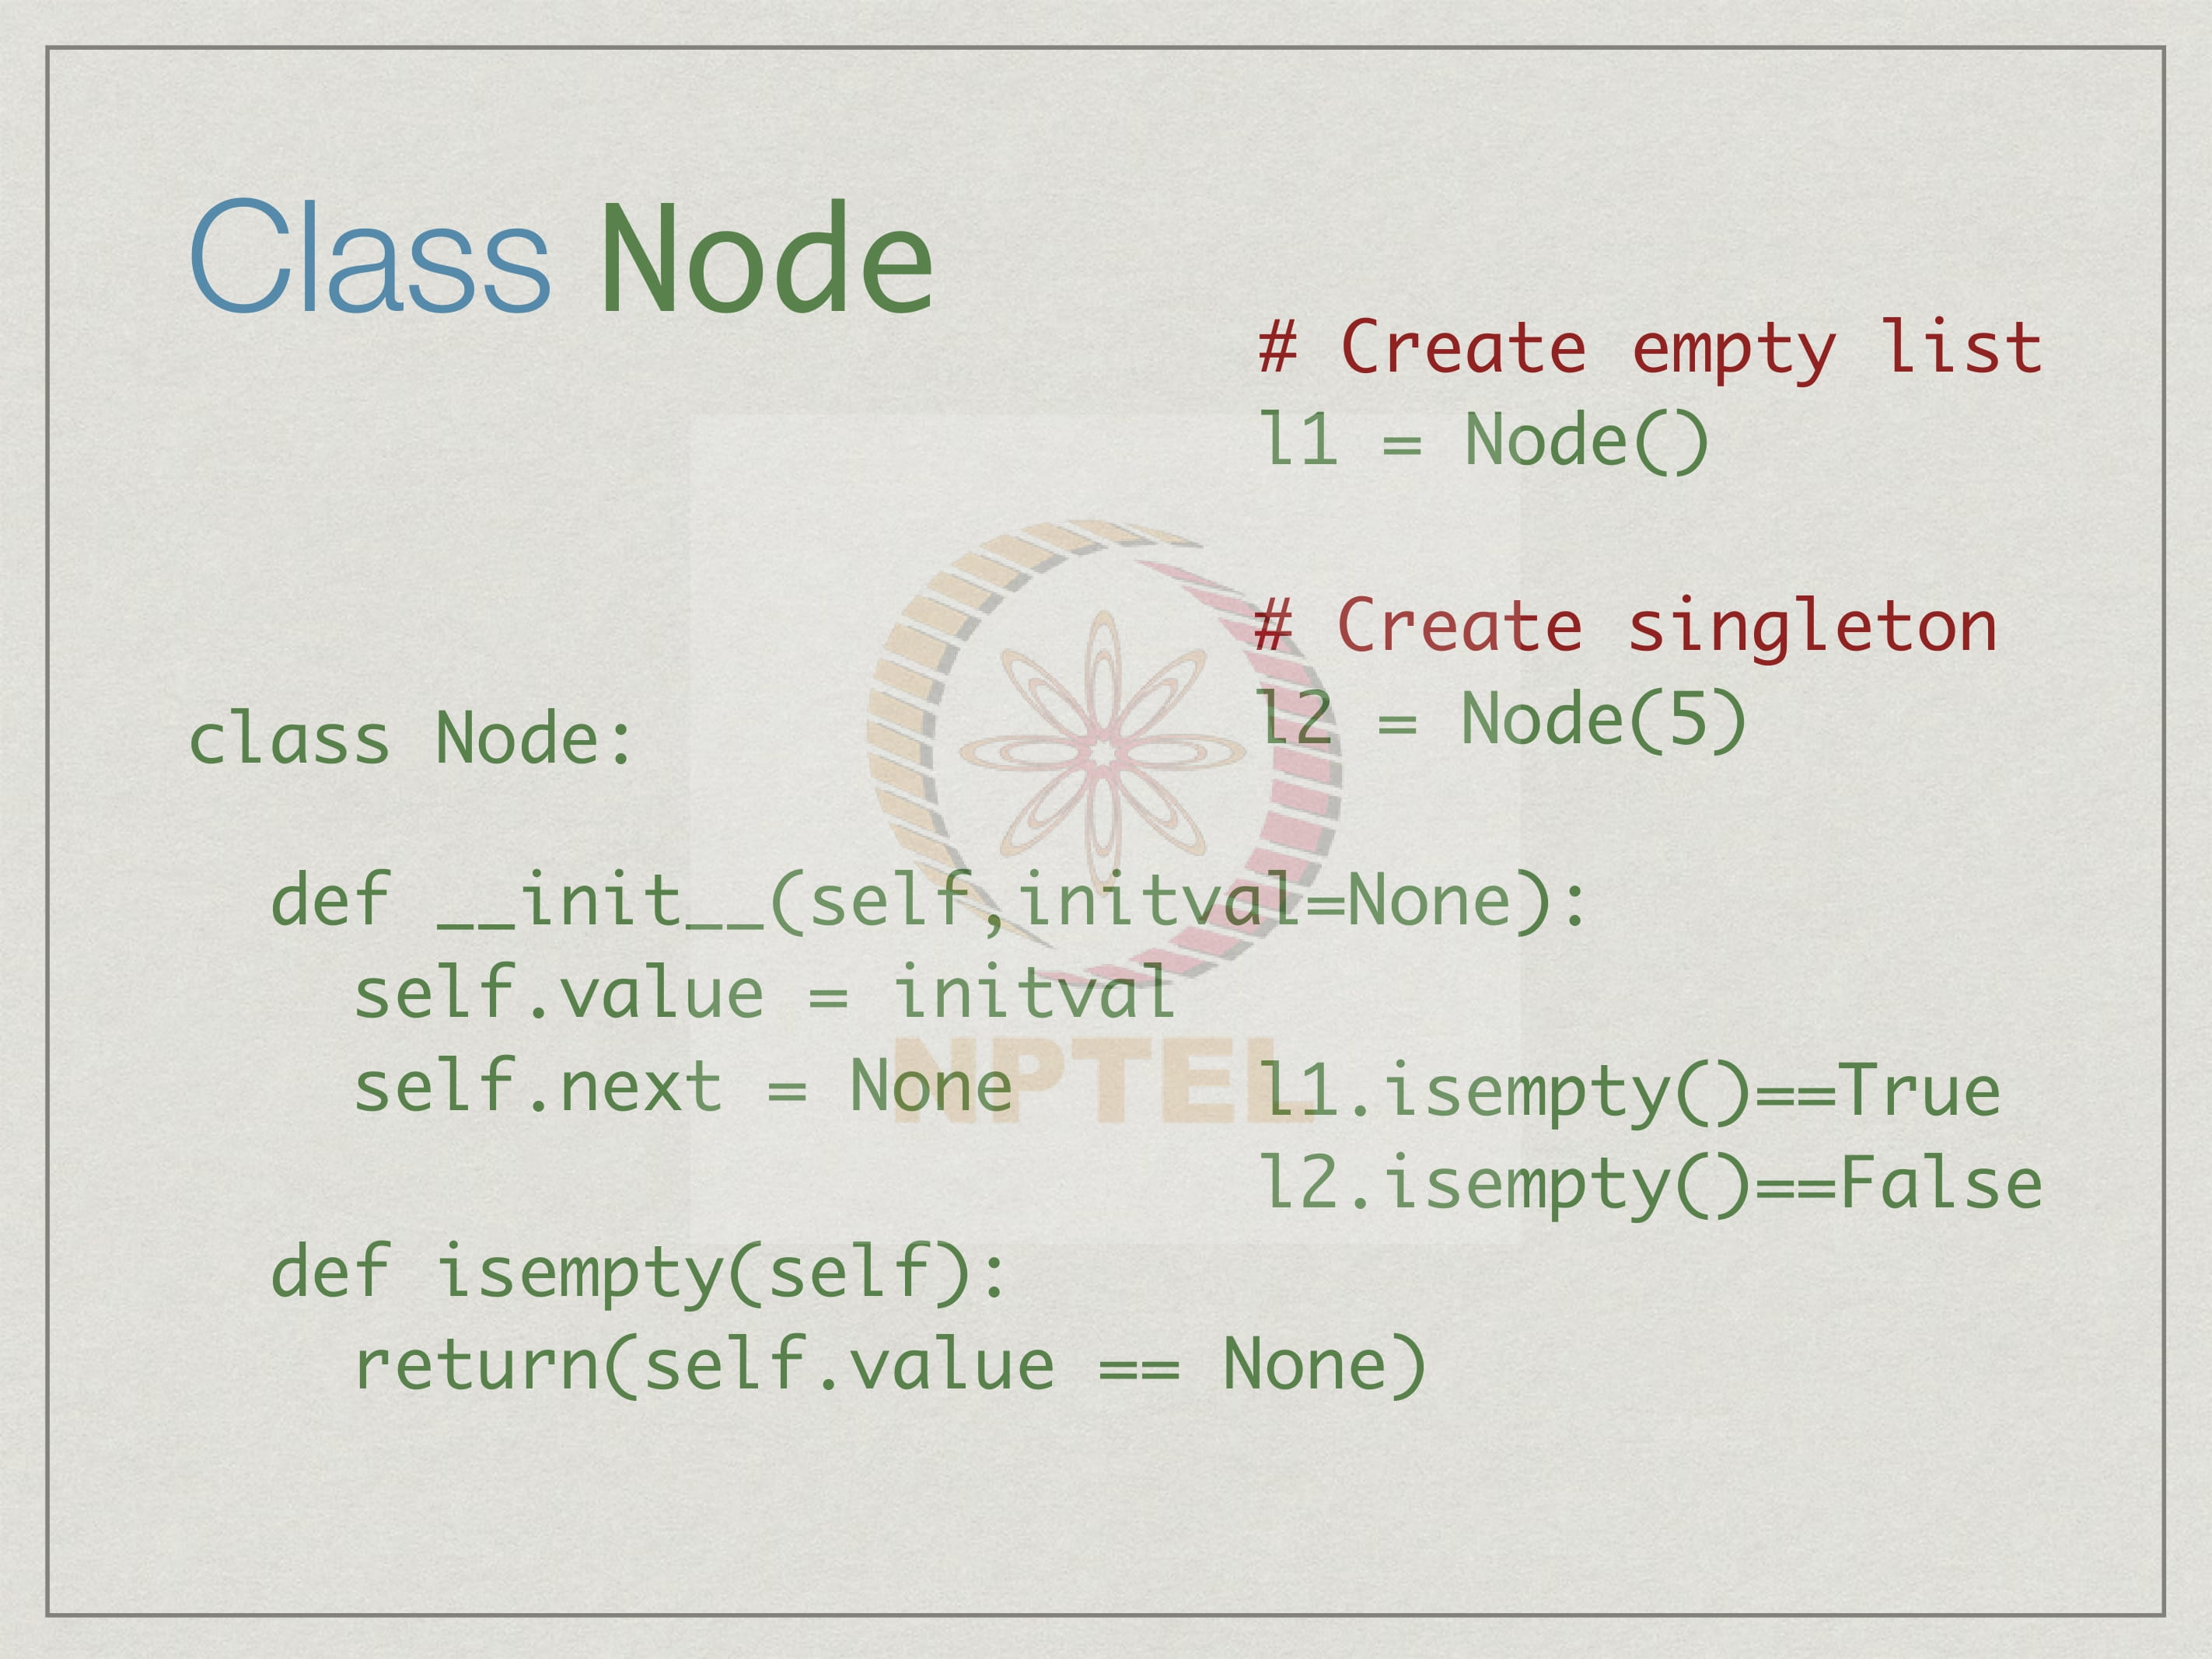 Class Node
# Create empty list
l1 = Node()
# Create singleton
l2 = Node(5)
class Node:
def __init__(self,initval=None):
self.value = initval
self.next = None
def isempty(self):
return(self.value == None)
l1.isempty()==True
l2.isempty()==False
NPTEL